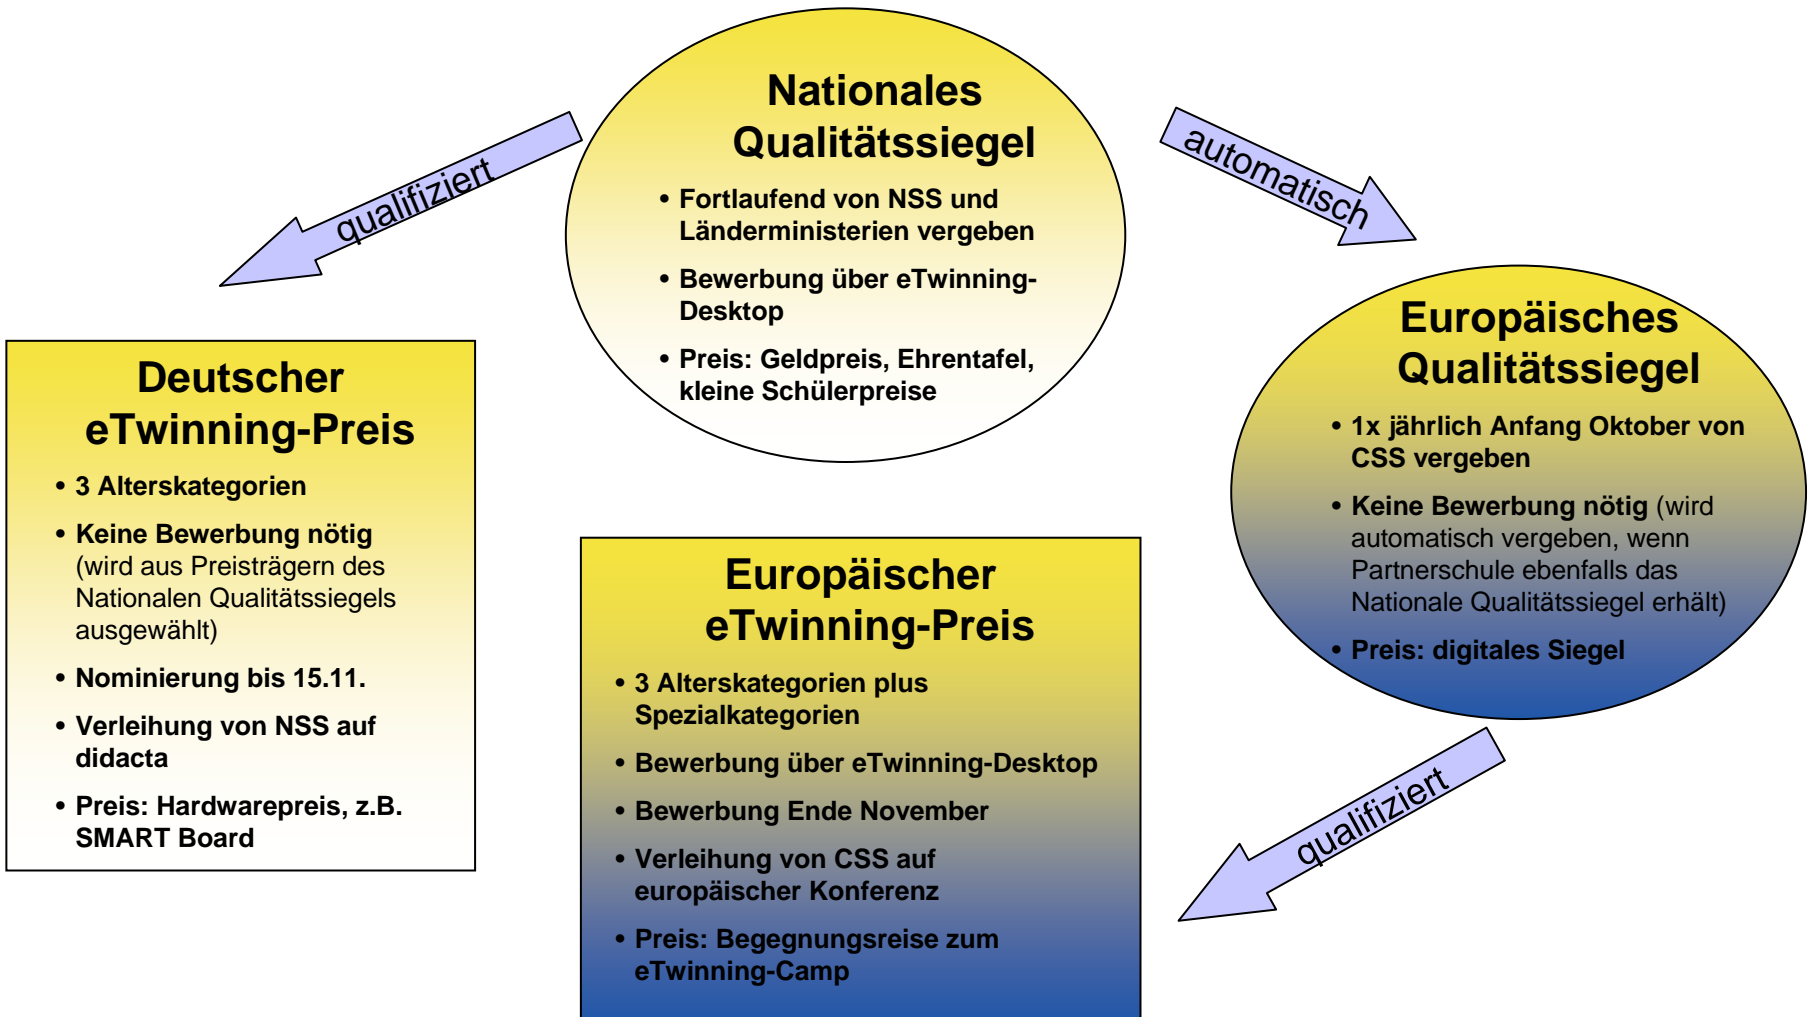 Nationales
Qualitätssiegel
• Fortlaufend von NSS und
Länderministerien vergeben
• Bewerbung über eTwinning-
Desktop
• Preis: Geldpreis, Ehrentafel,
kleine Schülerpreise
qualifiziert
automatisch
Deutscher
eTwinning-Preis
• 3 Alterskategorien
• Keine Bewerbung nötig
(wird aus Preisträgern des
Nationalen Qualitätssiegels
ausgewählt)
• Nominierung bis 15.11.
• Verleihung von NSS auf
didacta
• Preis: Hardwarepreis, z.B.
SMART Board
Europäisches
Qualitätssiegel
• 1x jährlich Anfang Oktober von
CSS vergeben
• Keine Bewerbung nötig (wird
automatisch vergeben, wenn
Partnerschule ebenfalls das
Nationale Qualitätssiegel erhält)
• Preis: digitales Siegel
qualifiziert
Europäischer
eTwinning-Preis
• 3 Alterskategorien plus
Spezialkategorien
• Bewerbung über eTwinning-Desktop
• Bewerbung Ende November
• Verleihung von CSS auf
europäischer Konferenz
• Preis: Begegnungsreise zum
eTwinning-Camp